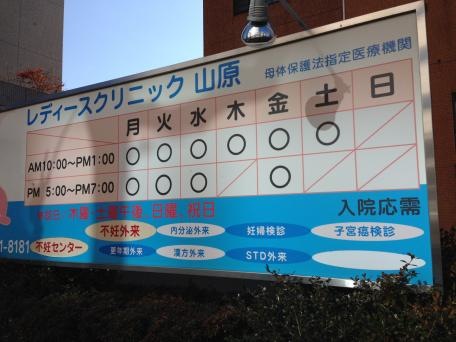 レディースクリニック 山原 母体保護法指定医療機関
月 火 水 木 金 土 日
AM10:00〜PM1:00 ○ ○ ○ ○ ○ ○
PM 5:00〜PM7:00 ○ ○ ○ ○
休診日 木曜・土曜午後、日曜、祝日 入院応需
1-8181 不妊センター
不妊外来 内分泌外来 妊婦検診 子宮癌検診
更年期外来 漢方外来 STD外来